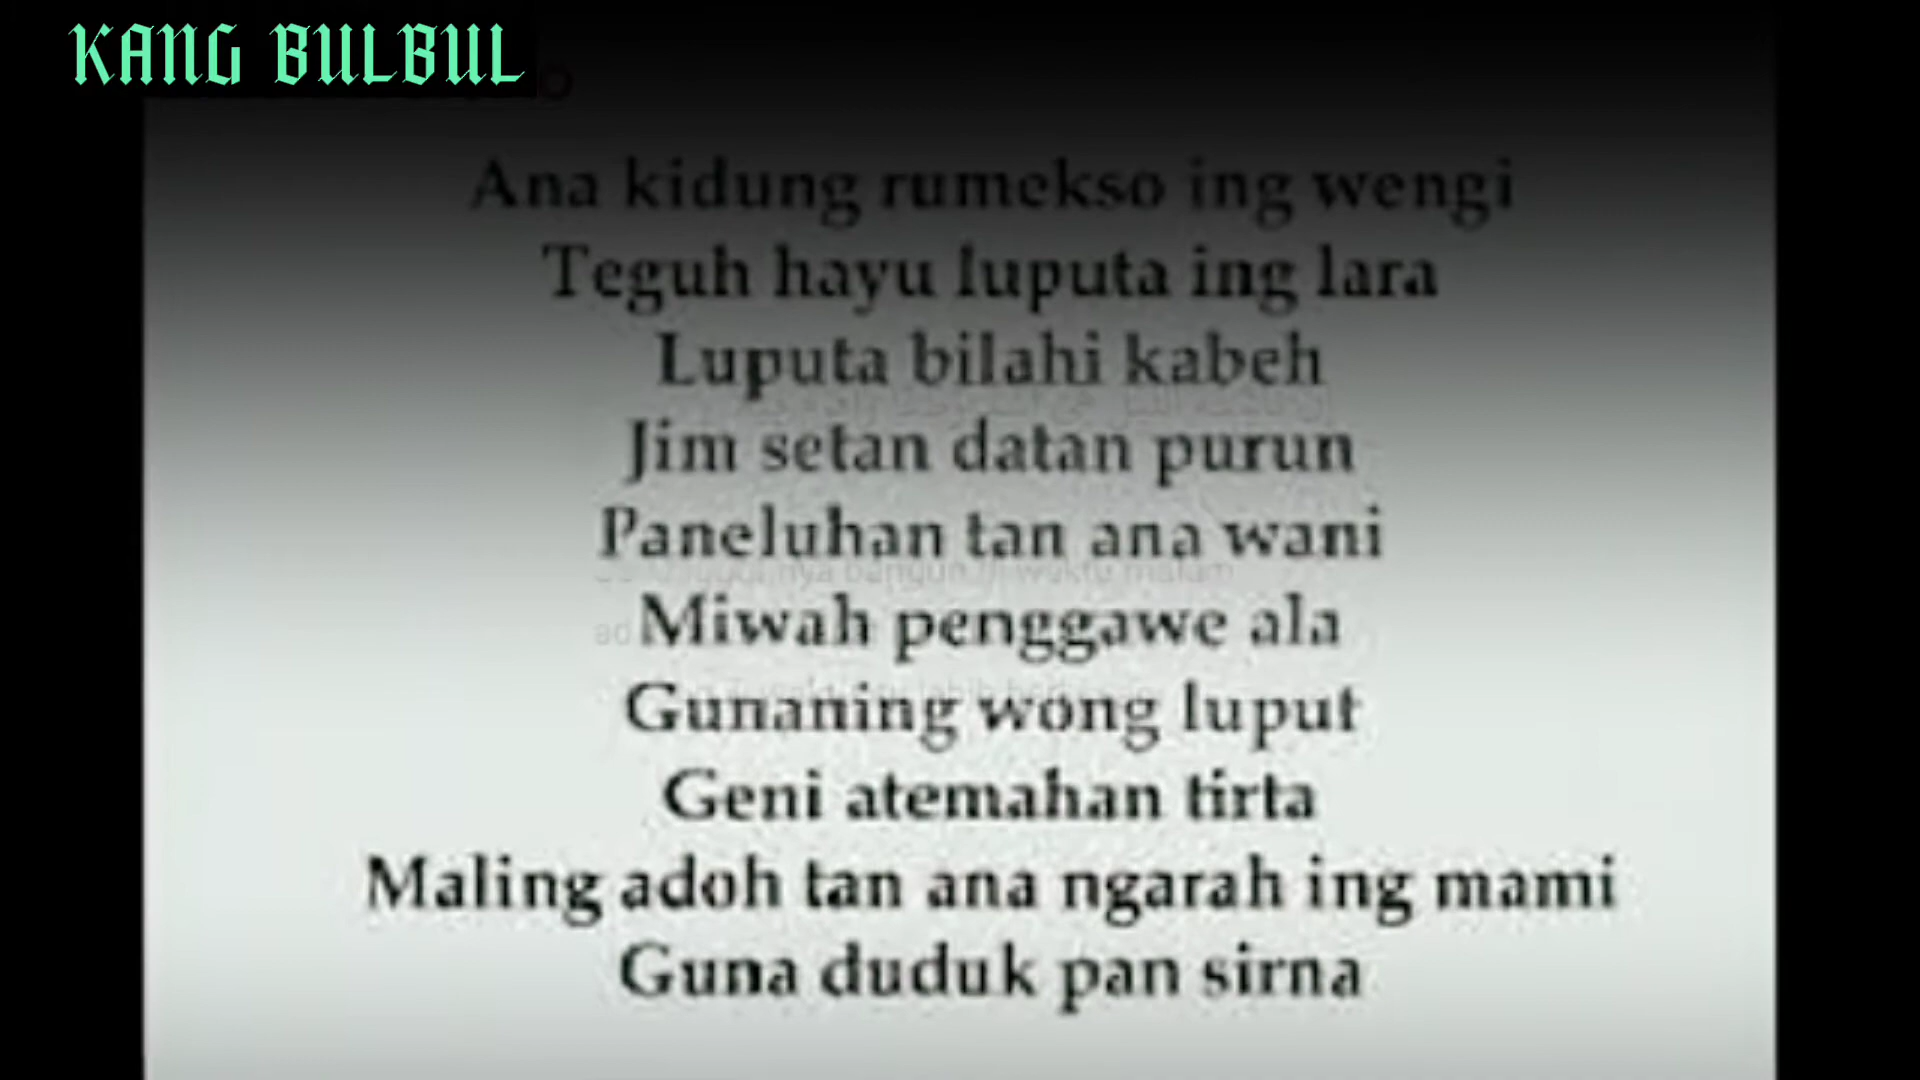 KANG BULBUL
Ana kidung rumekso ing wengi
Teguh hayu luputa ing lara
Luputa bilahi kabeh
Jim setan datan purun
Paneluhan tan ana wani
Miwah penggawe ala
Gunaning wong luput
Geni atemahan tirta
Maling adoh tan ana ngarah ing mami
Guna duduk pan sirna